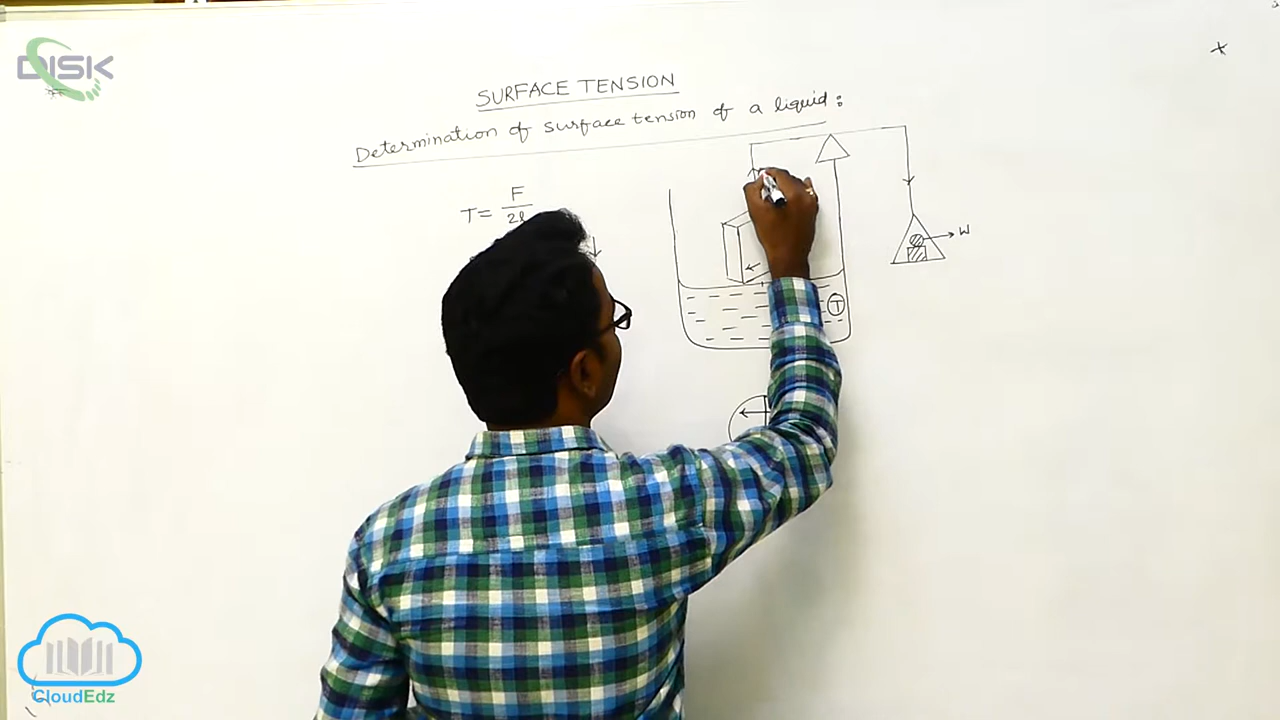 DISK
SURFACE TENSION
Determination of surface tension of a liquid:
T = F
2l
W
T
CloudEdz